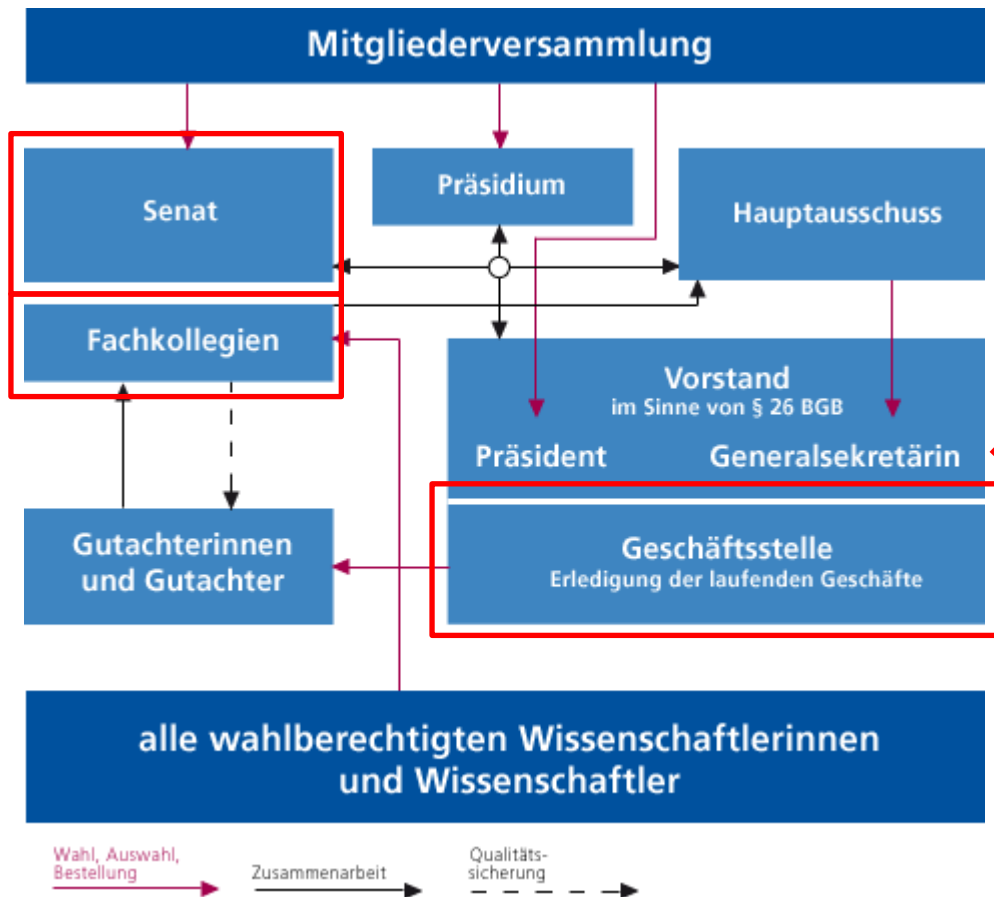 Mitgliederversammlung
Senat
Präsidium
Hauptausschuss
Fachkollegien
Vorstand
im Sinne von § 26 BGB
Präsident
Generalsekretärin
Gutachterinnen
und Gutachter
Geschäftsstelle
Erledigung der laufenden Geschäfte
alle wahlberechtigten Wissenschaftlerinnen
und Wissenschaftler
Wahl, Auswahl,
Bestellung
Zusammenarbeit
Qualitäts-
sicherung